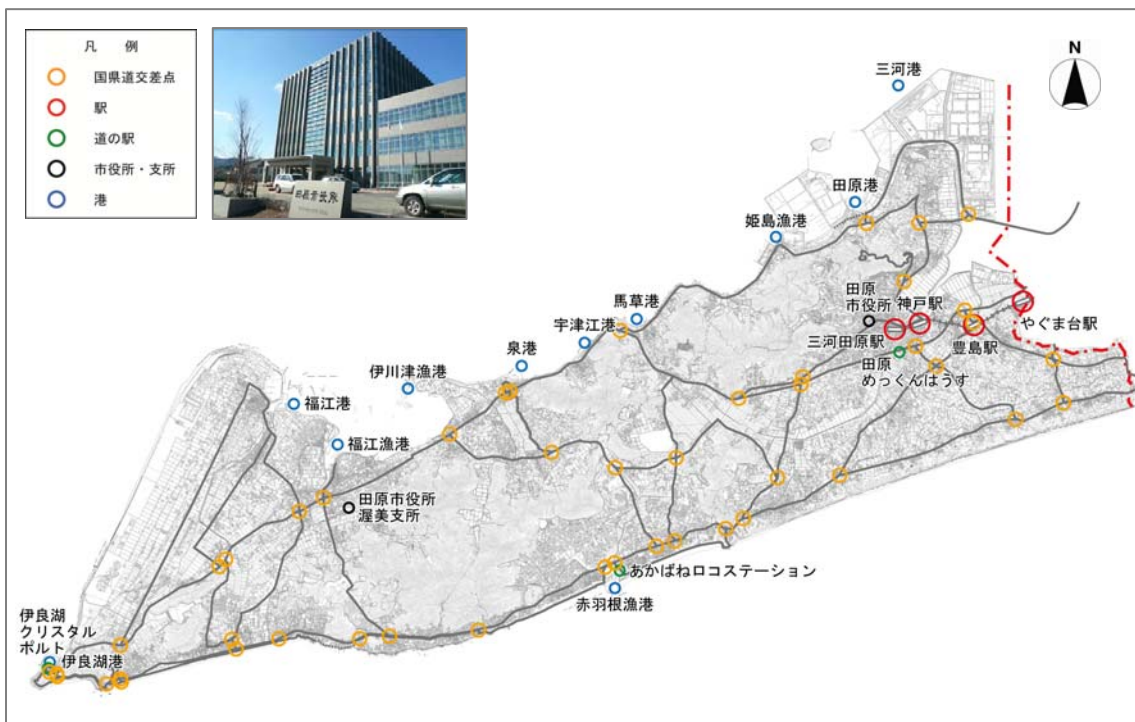 凡 例
国県道交差点
駅
道の駅
市役所・支所
港
N
三河港
田原港
姫島漁港
馬草港
宇津江港
泉港
伊川津漁港
福江港
福江漁港
田原
市役所
神戸駅
やぐま台駅
三河田原駅
豊島駅
田原
めっくんはうす
田原市役所
渥美支所
あかばねロコステーション
赤羽根漁港
伊良湖
クリスタル
ポルト
伊良湖港